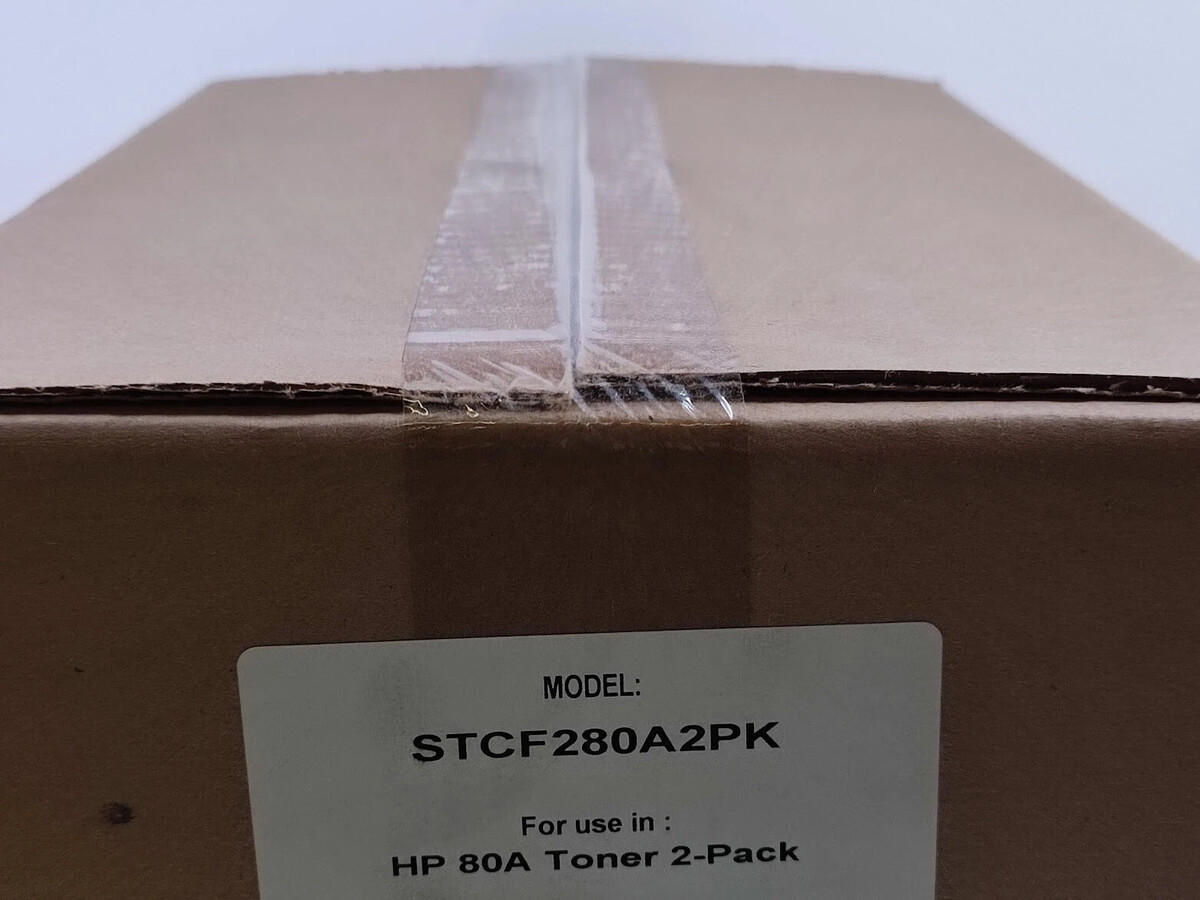 MODEL:
STCF280A2PK
For use in :
HP 80A Toner 2-Pack